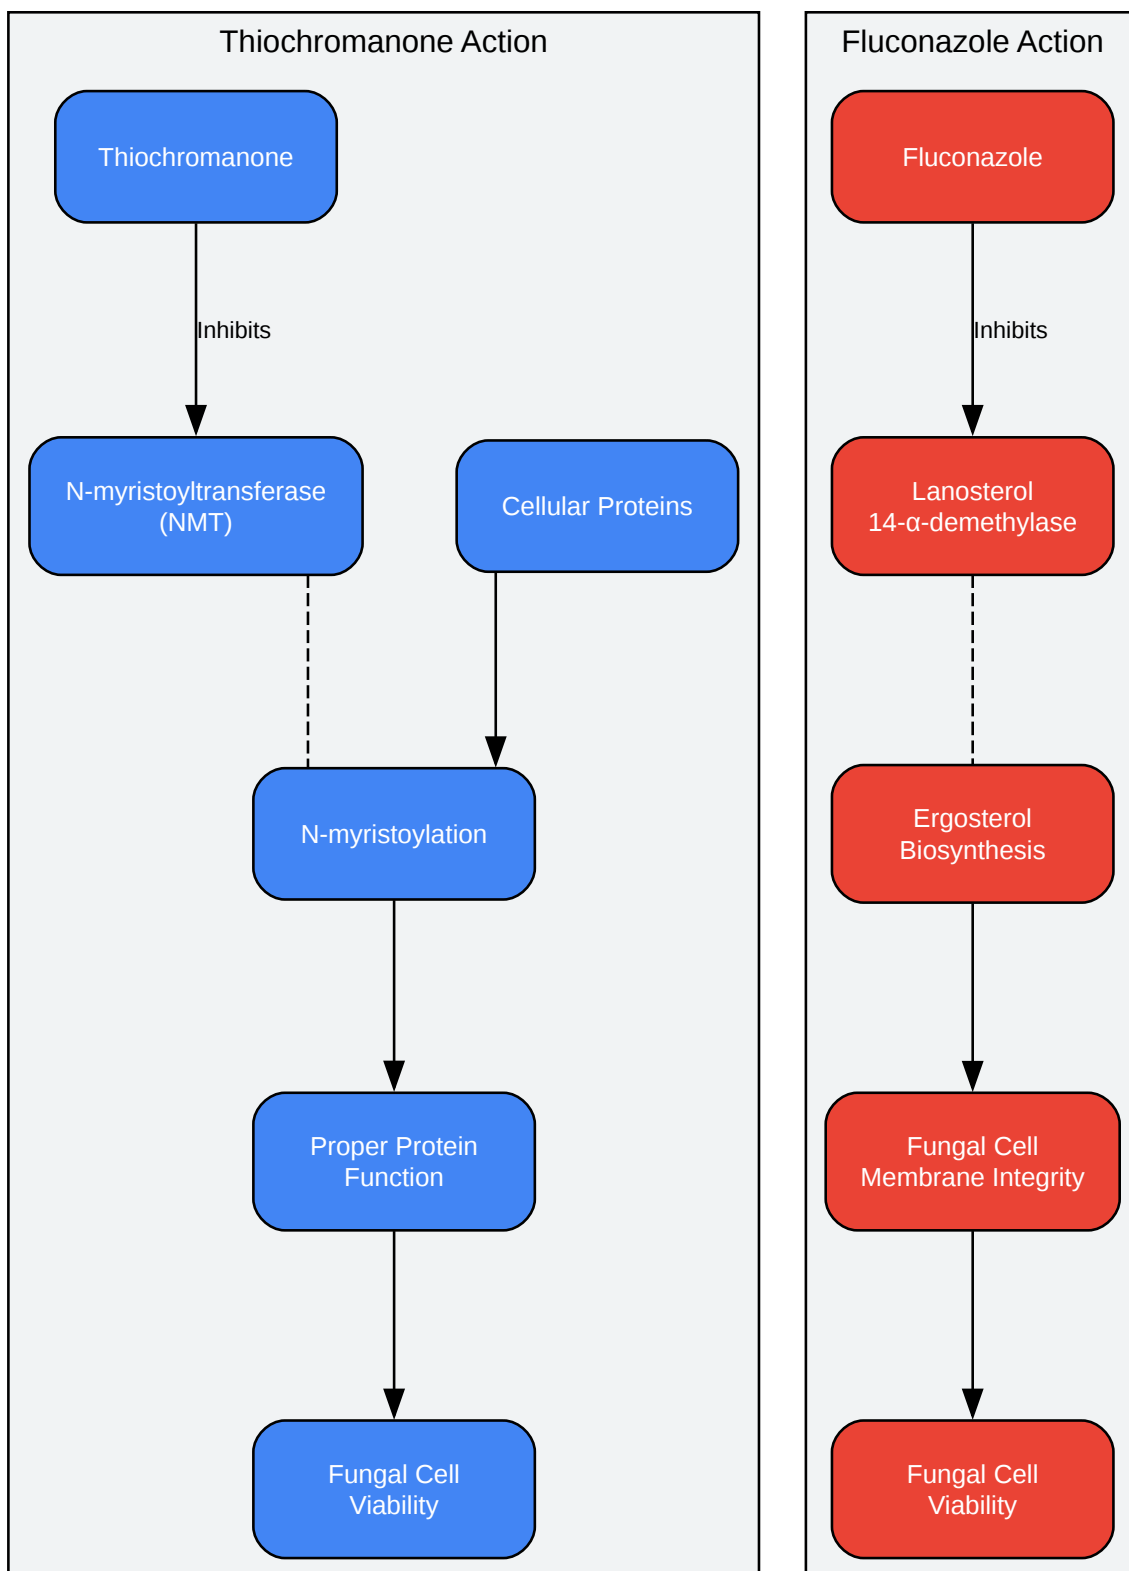 Thiochromanone Action
Thiochromanone
Inhibits
N-myristoyltransferase
(NMT)
Cellular Proteins
N-myristoylation
Proper Protein
Function
Fungal Cell
Viability
Fluconazole Action
Fluconazole
Inhibits
Lanosterol
14-α-demethylase
Ergosterol
Biosynthesis
Fungal Cell
Membrane Integrity
Fungal Cell
Viability